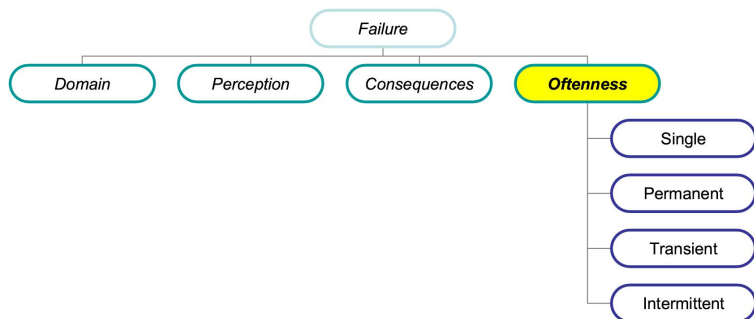 Failure
Domain
Perception
Consequences
Oftenness
Single
Permanent
Transient
Intermittent